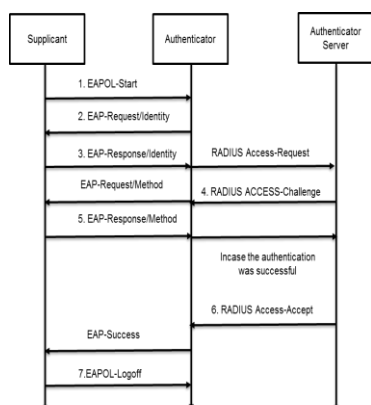 Supplicant
Authenticator
Authenticator
Server
1. EAPOL-Start
2. EAP-Request/Identity
3. EAP-Response/Identity
RADIUS Access-Request
EAP-Request/Method
4. RADIUS ACCESS-Challenge
5. EAP-Response/Method
Incase the authentication
was successful
6. RADIUS Access-Accept
EAP-Success
7.EAPOL-Logoff